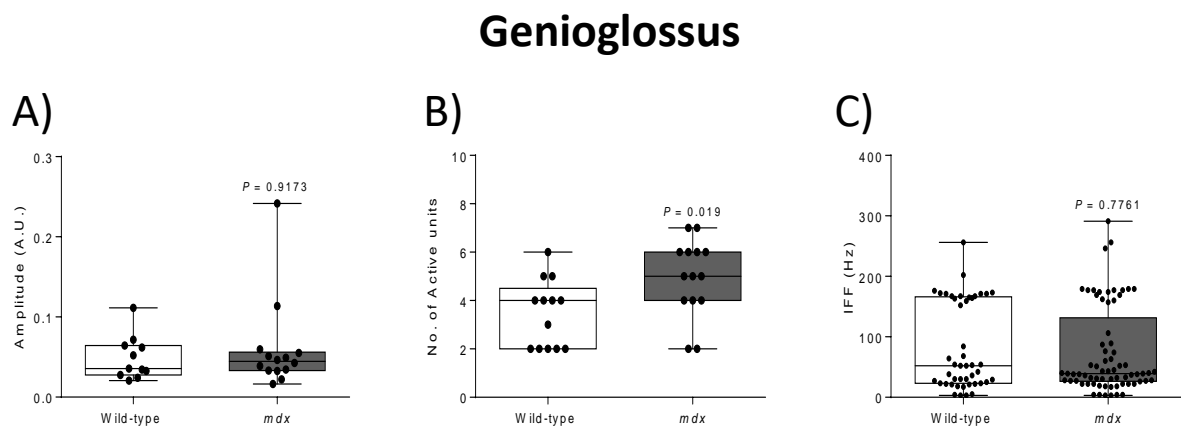 Genioglossus
A)
B)
C)
0.3
0.2
0.1
0.0
Amplitude (A.U.)
P = 0.9173
Wild-type
mdx
10
8
6
4
2
0
No. of Active units
P = 0.019
Wild-type
mdx
400
300
200
100
0
IFF (Hz)
P = 0.7761
Wild-type
mdx